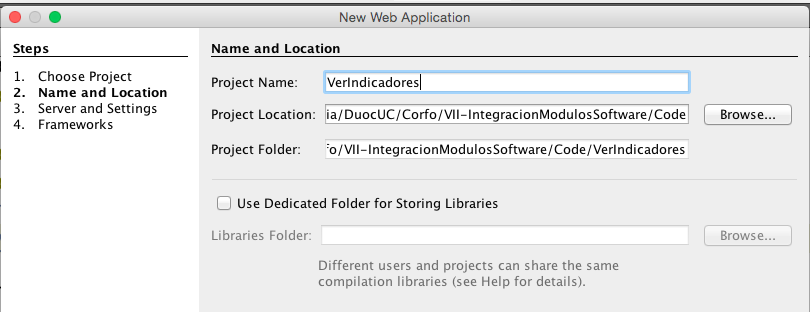 New Web Application
Steps
1. Choose Project
2. Name and Location
3. Server and Settings
4. Frameworks
Name and Location
Project Name: VerIndicadores
Project Location: ia/DuocUC/Corfo/VII-IntegracionModulosSoftware/Code Browse...
Project Folder: fo/VII-IntegracionModulosSoftware/Code/VerIndicadores
Use Dedicated Folder for Storing Libraries
Libraries Folder: Browse...
Different users and projects can share the same
compilation libraries (see Help for details).